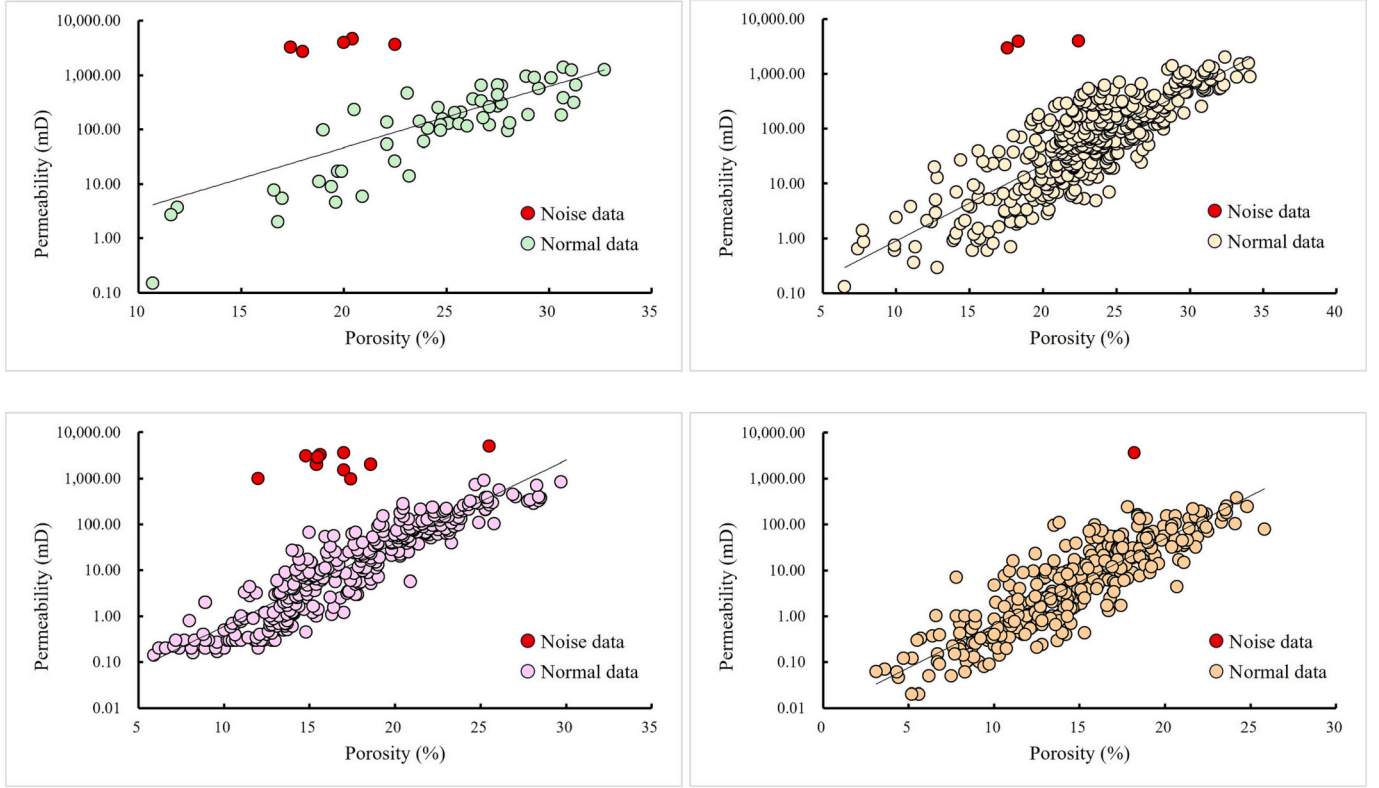 10,000.00
1,000.00
100.00
10.00
1.00
0.10
Permeability (mD)
Noise data
Normal data
10 15 20 25 30 35
Porosity (%)
10,000.00
1,000.00
100.00
10.00
1.00
0.10
Permeability (mD)
Noise data
Normal data
5 10 15 20 25 30 35 40
Porosity (%)
10,000.00
1,000.00
100.00
10.00
1.00
0.10
0.01
Permeability (mD)
Noise data
Normal data
5 10 15 20 25 30 35
Porosity (%)
10,000.00
1,000.00
100.00
10.00
1.00
0.10
0.01
Permeability (mD)
Noise data
Normal data
0 5 10 15 20 25 30
Porosity (%)